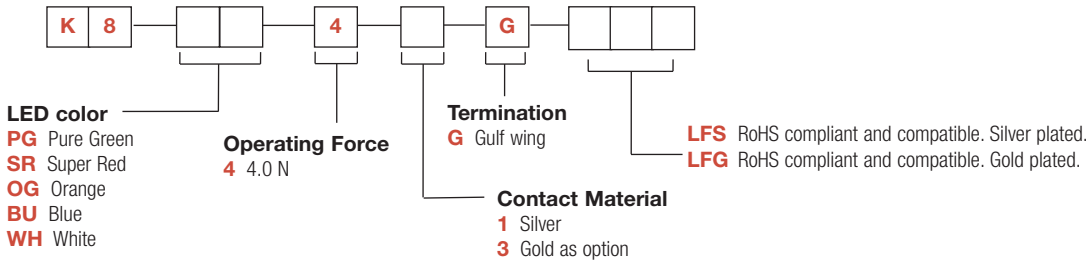 K 8 4 G
LED color
PG Pure Green
SR Super Red
OG Orange
BU Blue
WH White
Operating Force
4 4.0 N
Termination
G Gulf wing
Contact Material
1 Silver
3 Gold as option
LFS RoHS compliant and compatible. Silver plated.
LFG RoHS compliant and compatible. Gold plated.